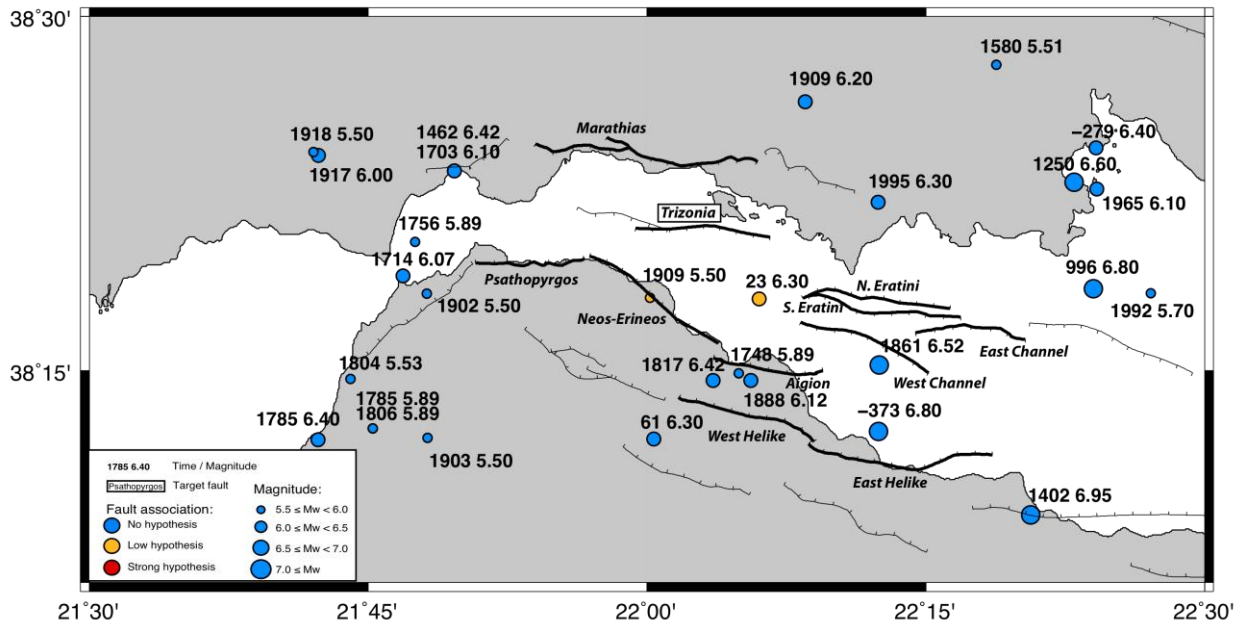 38°30'
1580 5.51
1909 6.20
1918 5.50
1462 6.42
Marathias
−279 6.40
1703 6.10
1917 6.00
1250 6.60
1995 6.30
1965 6.10
Trizonia
1756 5.89
1714 6.07
Psathopyrgos
1909 5.50
23 6.30
N. Eratini
996 6.80
1902 5.50
Neos-Erineos
S. Eratini
1992 5.70
1861 6.52
East Channel
1804 5.53
1817 6.42
1748 5.89
Aigion
West Channel
38°15'
1785 5.89
1888 6.12
1785 6.40
1806 5.89
−373 6.80
61 6.30
West Helike
1903 5.50
East Helike
1402 6.95
1785 6.40 Time / Magnitude
Psathopyrgos Target fault
Magnitude:
Fault association:
5.5 ≤ Mw < 6.0
No hypothesis
6.0 ≤ Mw < 6.5
Low hypothesis
6.5 ≤ Mw < 7.0
Strong hypothesis
7.0 ≤ Mw
21°30'
21°45'
22°00'
22°15'
22°30'